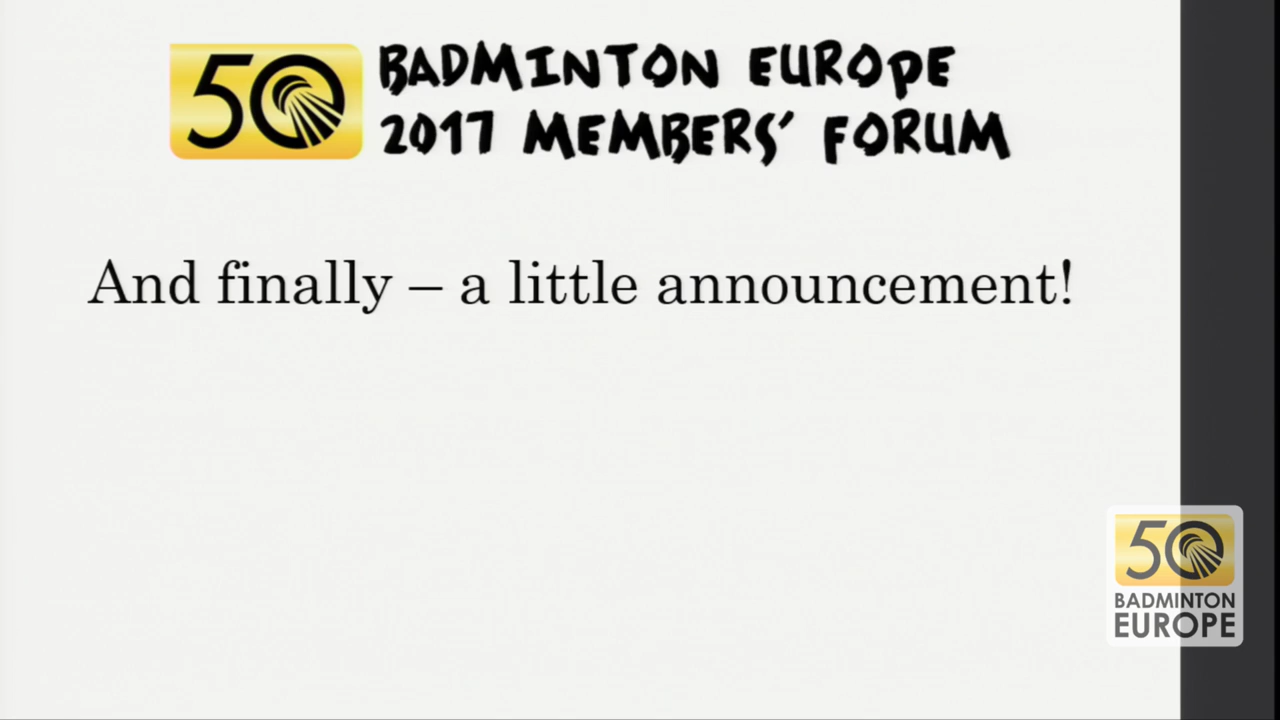 50 BADMINTON EUROPE
2017 MEMBERS' FORUM
And finally – a little announcement!
50
BADMINTON
EUROPE